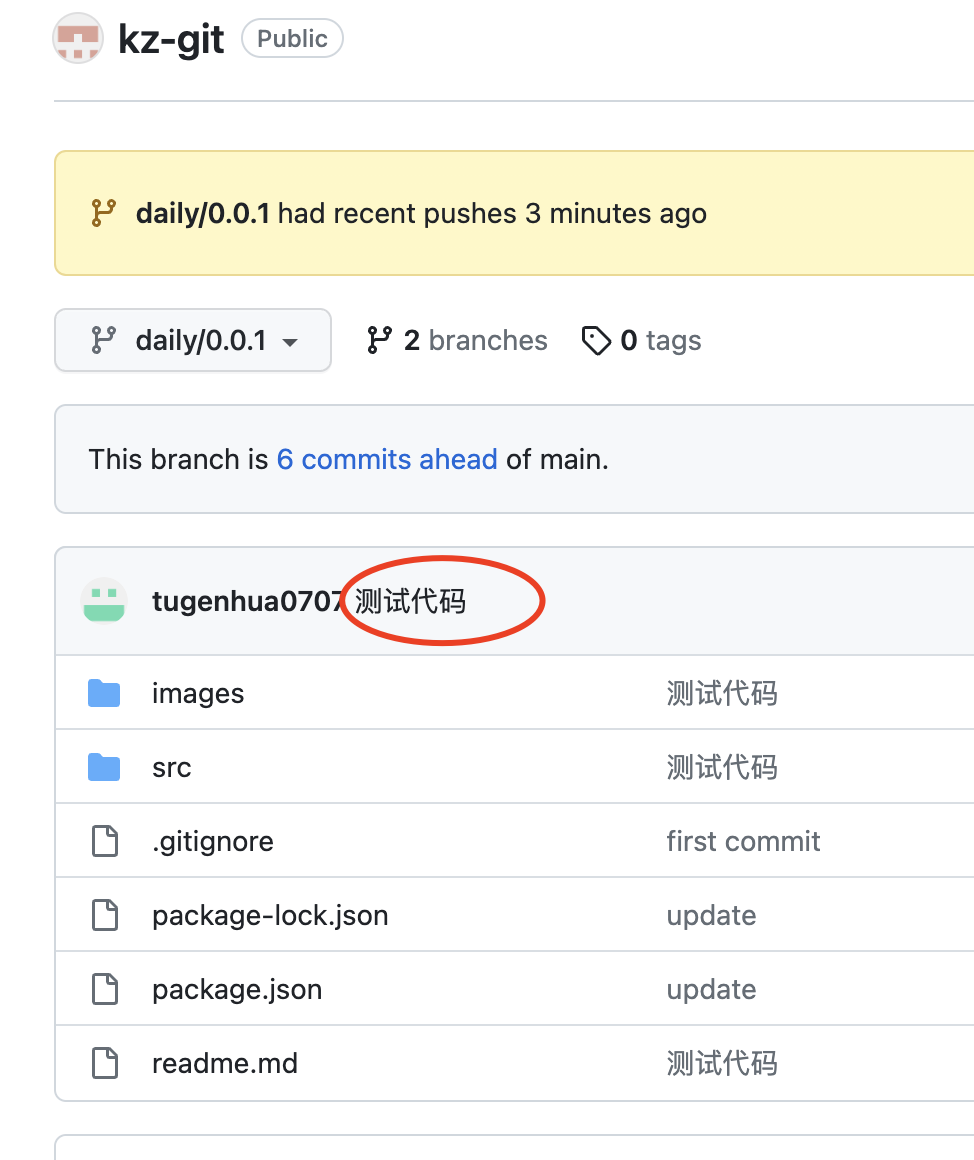 kz-git Public
daily/0.0.1 had recent pushes 3 minutes ago
daily/0.0.1 2 branches 0 tags
This branch is 6 commits ahead of main.
tugenhua0707 测试代码
images 测试代码
src 测试代码
.gitignore first commit
package-lock.json update
package.json update
readme.md 测试代码